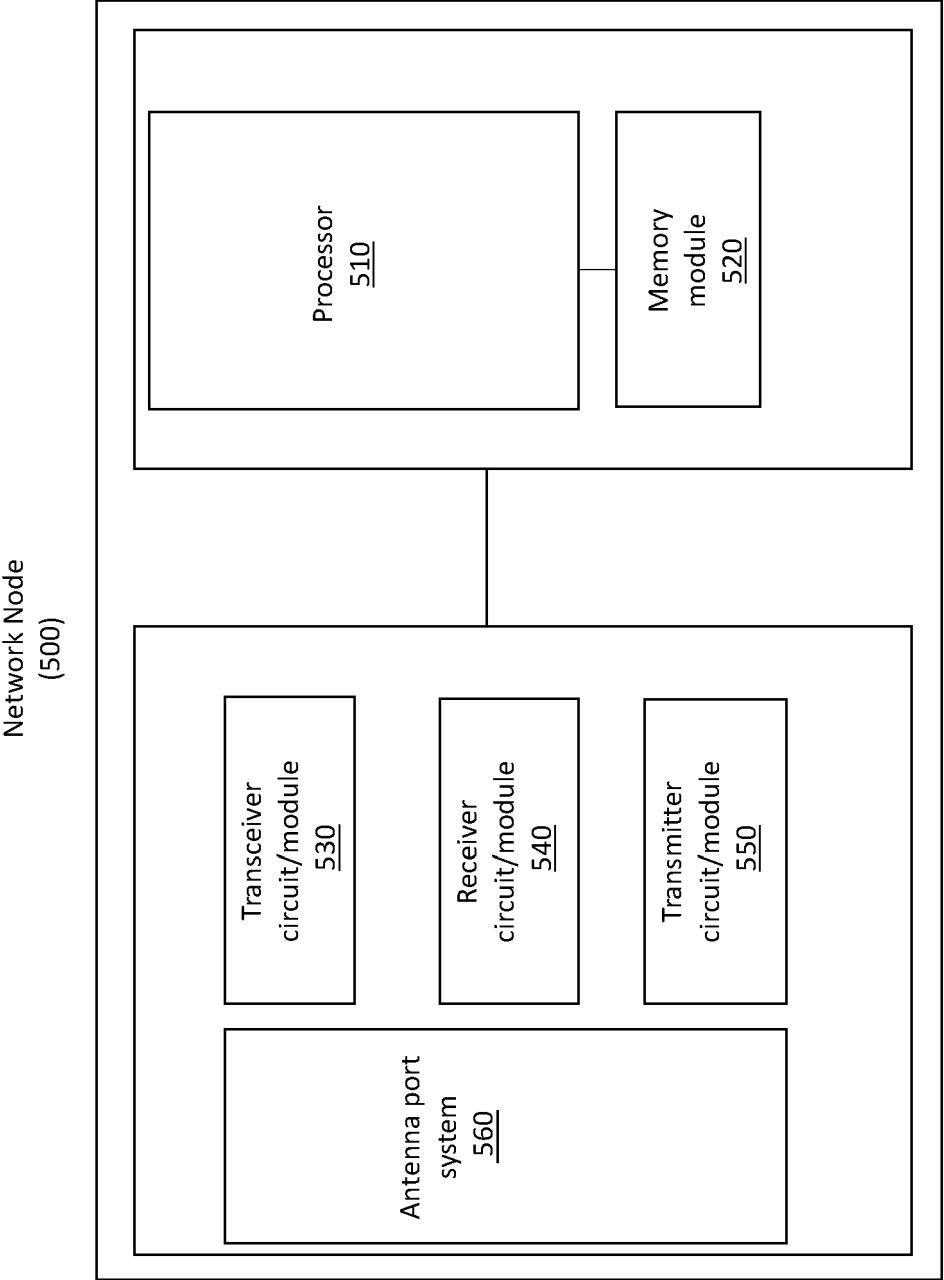 Network Node
(500)
Antenna port
system
560
Transceiver
circuit/module
530
Receiver
circuit/module
540
Transmitter
circuit/module
550
Processor
510
Memory
module
520